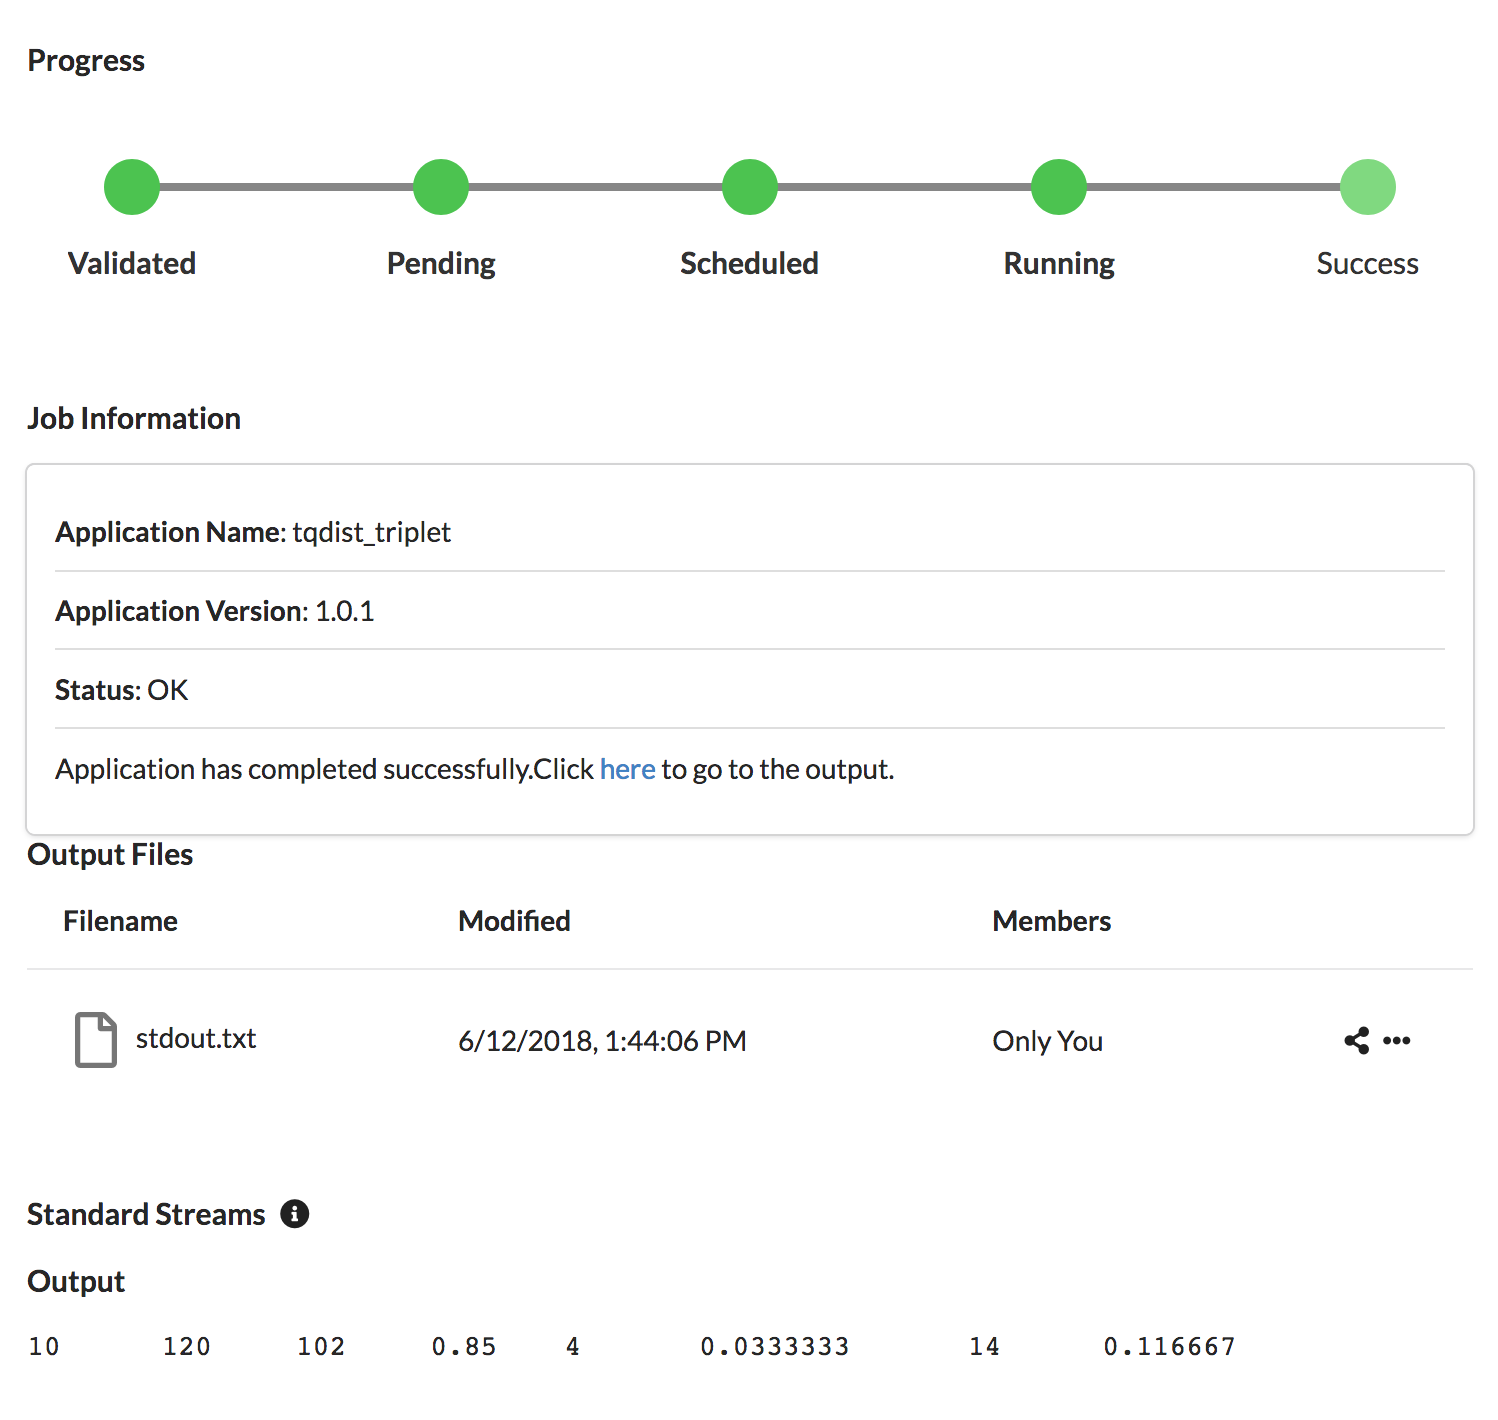 Progress
Validated Pending Scheduled Running Success
Job Information
Application Name: tqdist_triplet
Application Version: 1.0.1
Status: OK
Application has completed successfully.Click here to go to the output.
Output Files
Filename Modified Members
stdout.txt 6/12/2018, 1:44:06 PM Only You
Standard Streams
Output
10 120 102 0.85 4 0.0333333 14 0.116667